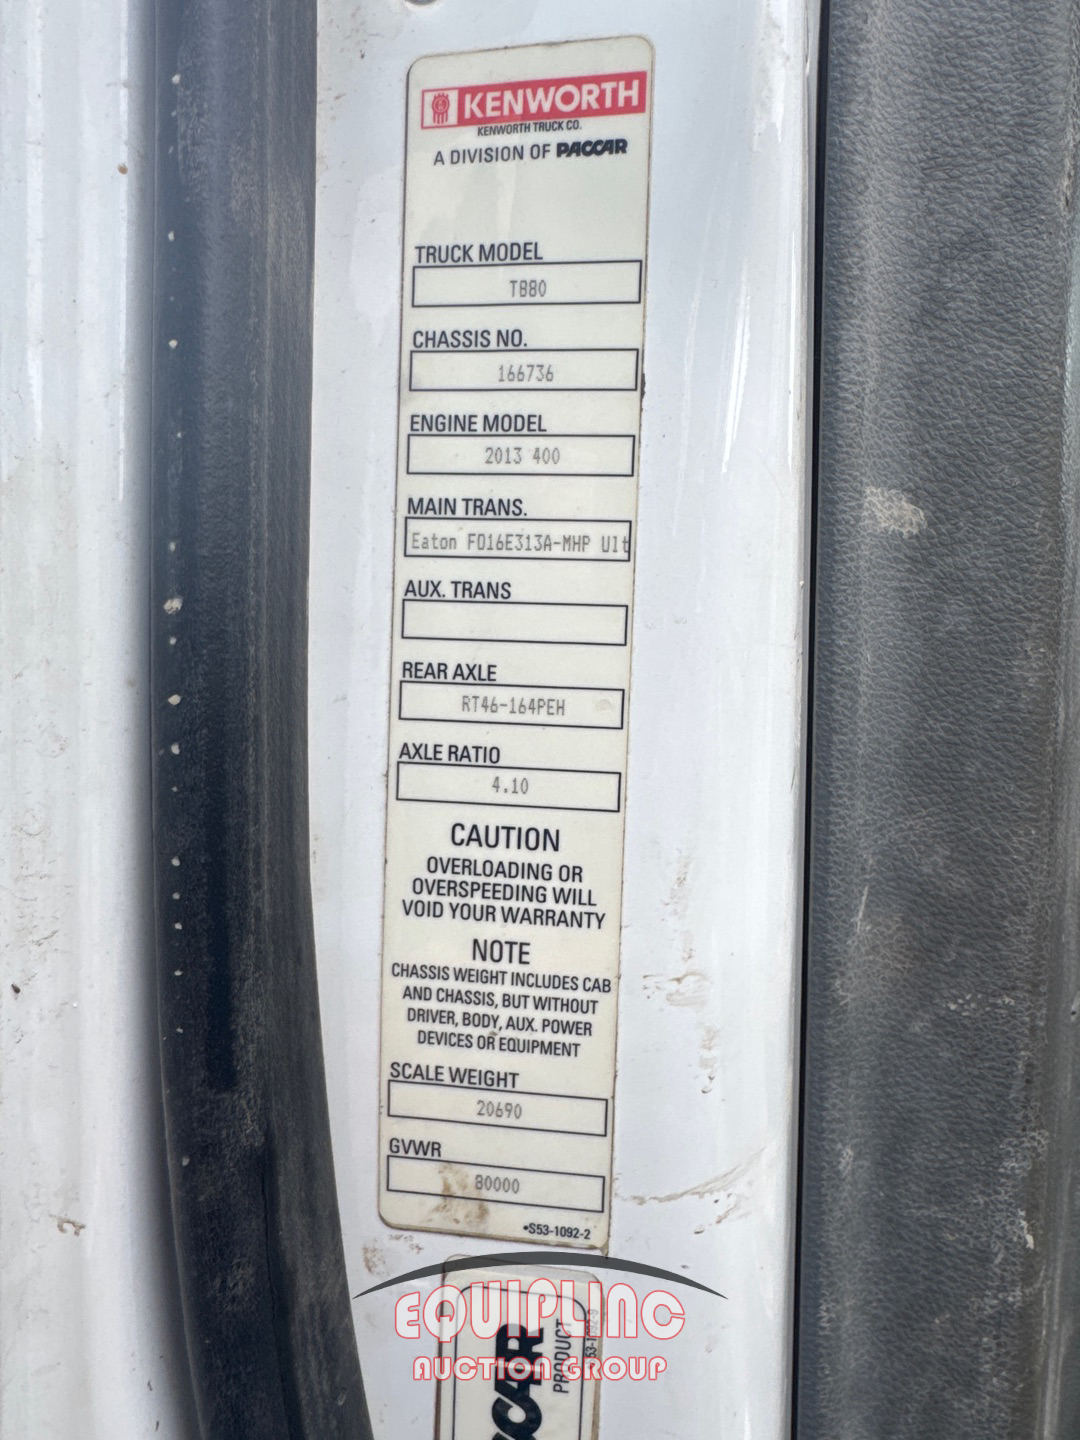 KENWORTH
KENWORTH TRUCK CO.
A DIVISION OF PACCAR
TRUCK MODEL
T880
CHASSIS NO.
166736
ENGINE MODEL
2013 400
MAIN TRANS.
Eaton FO16E313A-MHP Ult
AUX. TRANS
REAR AXLE
RT46-164PEH
AXLE RATIO
4.10
CAUTION
OVERLOADING OR
OVERSPEEDING WILL
VOID YOUR WARRANTY
NOTE
CHASSIS WEIGHT INCLUDES CAB
AND CHASSIS, BUT WITHOUT
DRIVER, BODY, AUX. POWER
DEVICES OR EQUIPMENT
SCALE WEIGHT
20690
GVWR
80000
•S53-1092-2
EQUIPLINC
AUCTION GROUP
PRODUCT